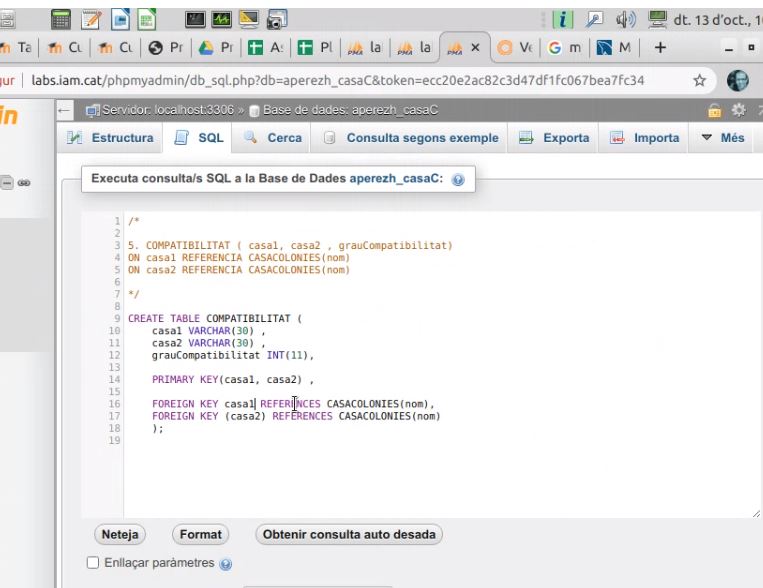 dt. 13 d'oct., 1
Ta
Cu
Cu
Pr
Pr
A:
Pl
la
la
×
Ve
G m
M
+
gur
labs.iam.cat/phpmyadmin/db_sql.php?db=aperezh_casaC&token=ecc20e2ac82c3d47df1fc067bea7fc34
in
Servidor: localhost:3306 » Base de dades: aperezh_casaC
Estructura
SQL
Cerca
Consulta segons exemple
Exporta
Importa
Més
Executa consulta/s SQL a la Base de Dades aperezh_casaC:
1 /*
2
3 5. COMPATIBILITAT ( casa1, casa2 , grauCompatibilitat)
4 ON casa1 REFERENCIA CASACOLONIES(nom)
5 ON casa2 REFERENCIA CASACOLONIES(nom)
6
7 */
8
9 CREATE TABLE COMPATIBILITAT (
10 casa1 VARCHAR(30) ,
11 casa2 VARCHAR(30) ,
12 grauCompatibilitat INT(11),
13
14 PRIMARY KEY(casa1, casa2) ,
15
16 FOREIGN KEY casa1 REFERENCES CASACOLONIES(nom),
17 FOREIGN KEY (casa2) REFERENCES CASACOLONIES(nom)
18 );
19
Neteja
Format
Obtenir consulta auto desada
Enllaçar paràmetres